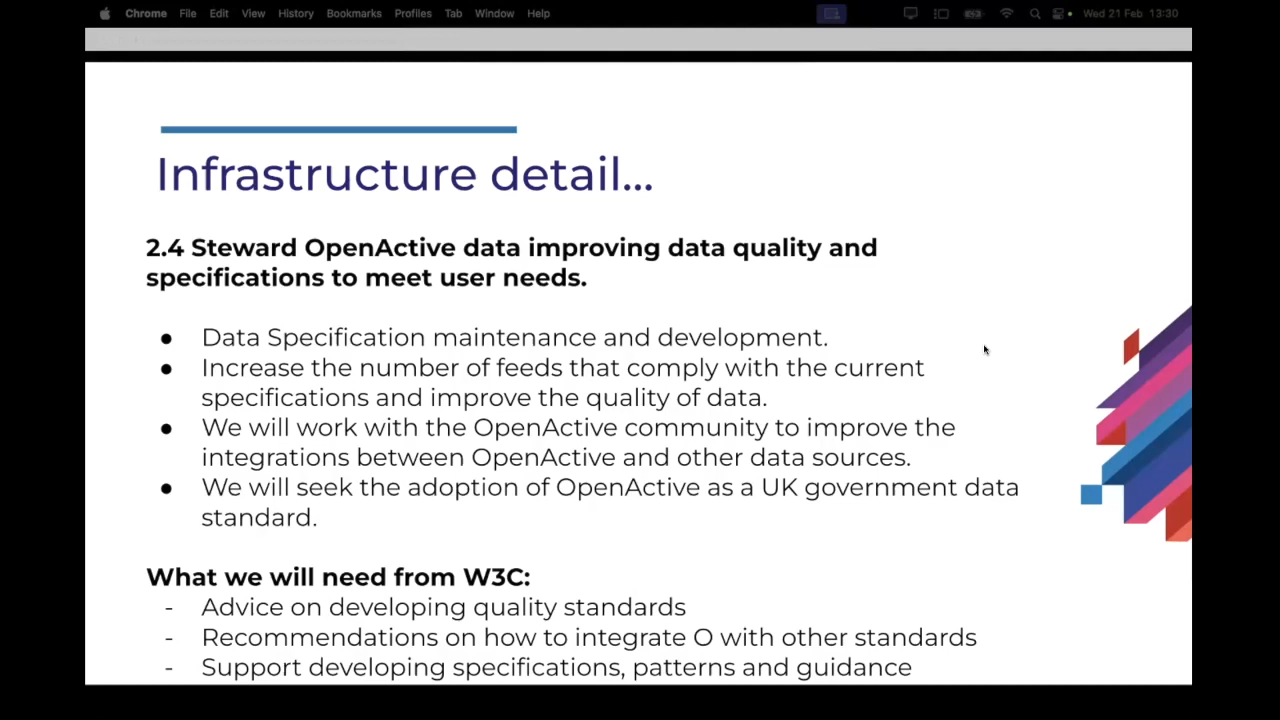 Chrome File Edit View History Bookmarks Profiles Tab Window Help Wed 21 Feb 13:30
Infrastructure detail...
2.4 Steward OpenActive data improving data quality and
specifications to meet user needs.
● Data Specification maintenance and development.
● Increase the number of feeds that comply with the current
specifications and improve the quality of data.
● We will work with the OpenActive community to improve the
integrations between OpenActive and other data sources.
● We will seek the adoption of OpenActive as a UK government data
standard.
What we will need from W3C:
- Advice on developing quality standards
- Recommendations on how to integrate O with other standards
- Support developing specifications, patterns and guidance